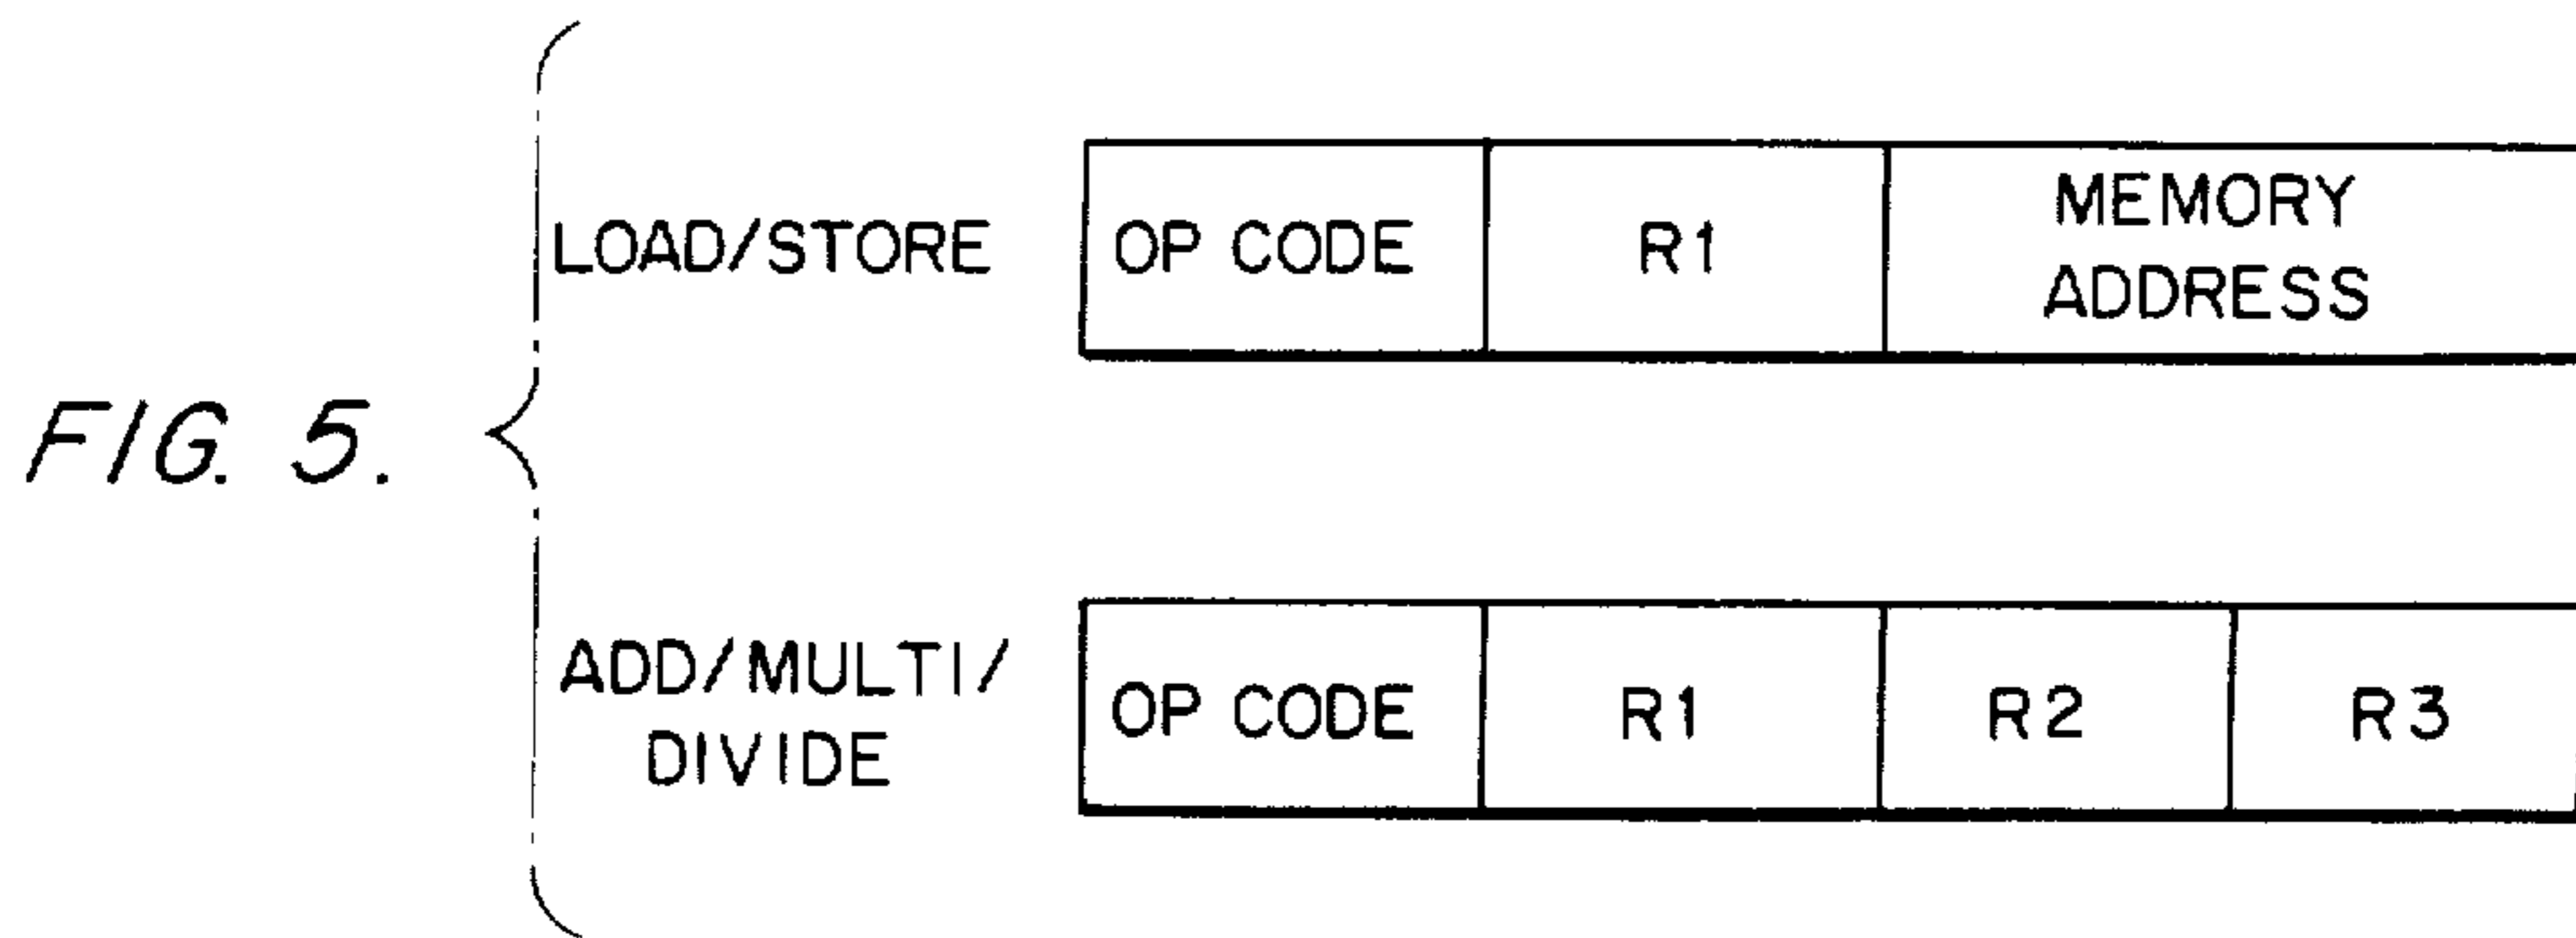 FIG. 5.
LOAD/STORE
OP CODE
R1
MEMORY
ADDRESS
ADD/MULTI/
DIVIDE
OP CODE
R1
R2
R3